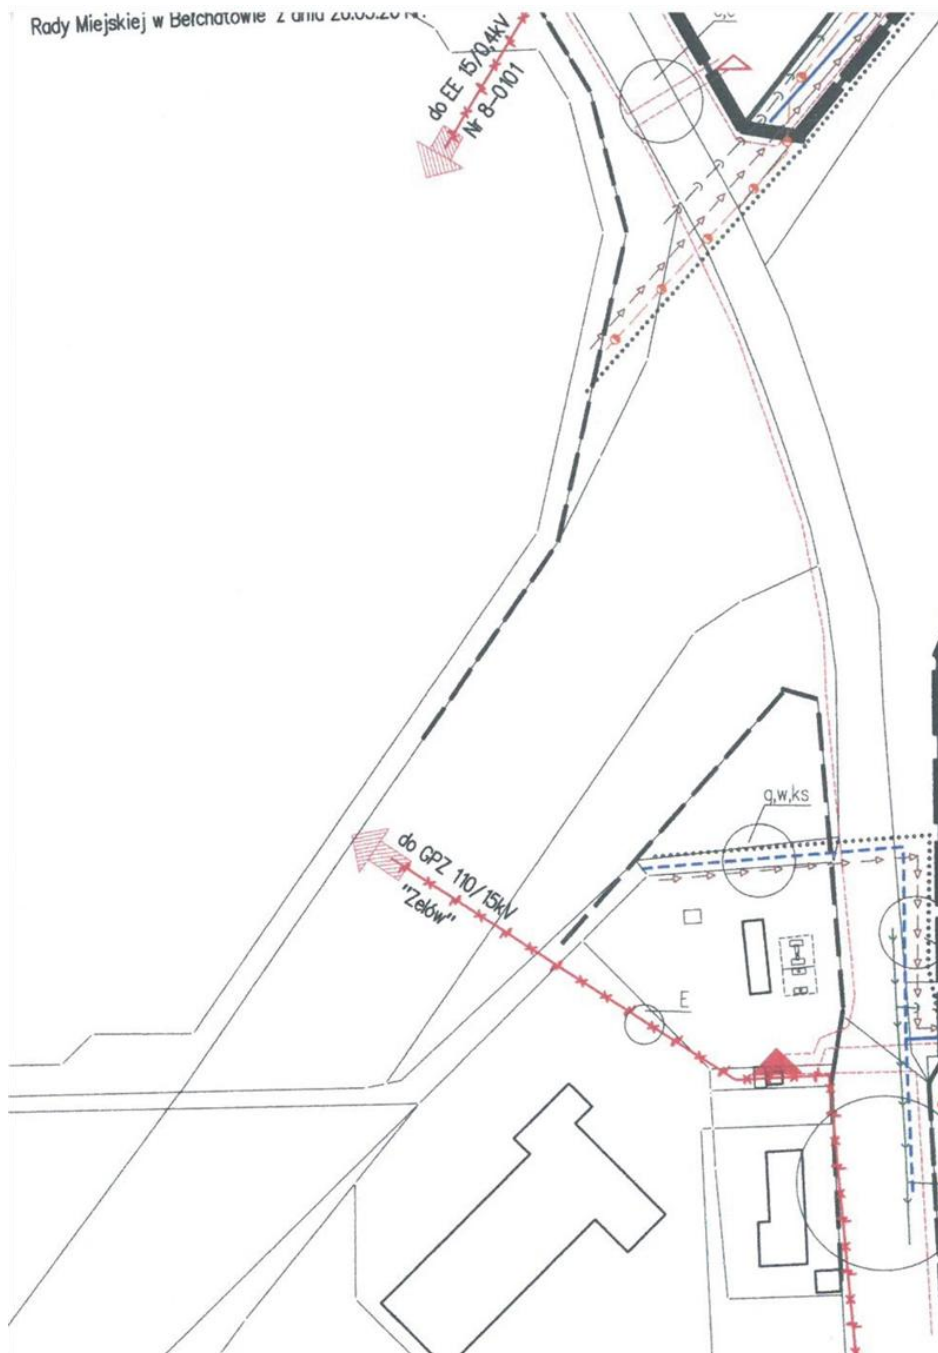 Rady Miejskiej w Bełchatowie z dnia
do EE 15/0,4kV
Nr 8-0101
g,w,ks
do GPZ 110/15kV
"Zelów"
E